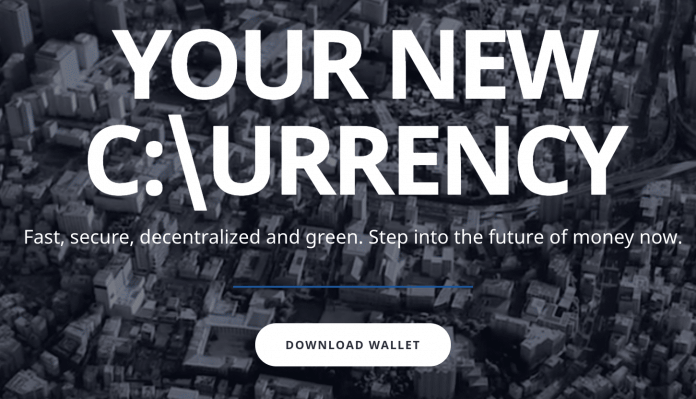 YOUR NEW
C:\URRENCY
Fast, secure, decentralized and green. Step into the future of money now.
DOWNLOAD WALLET